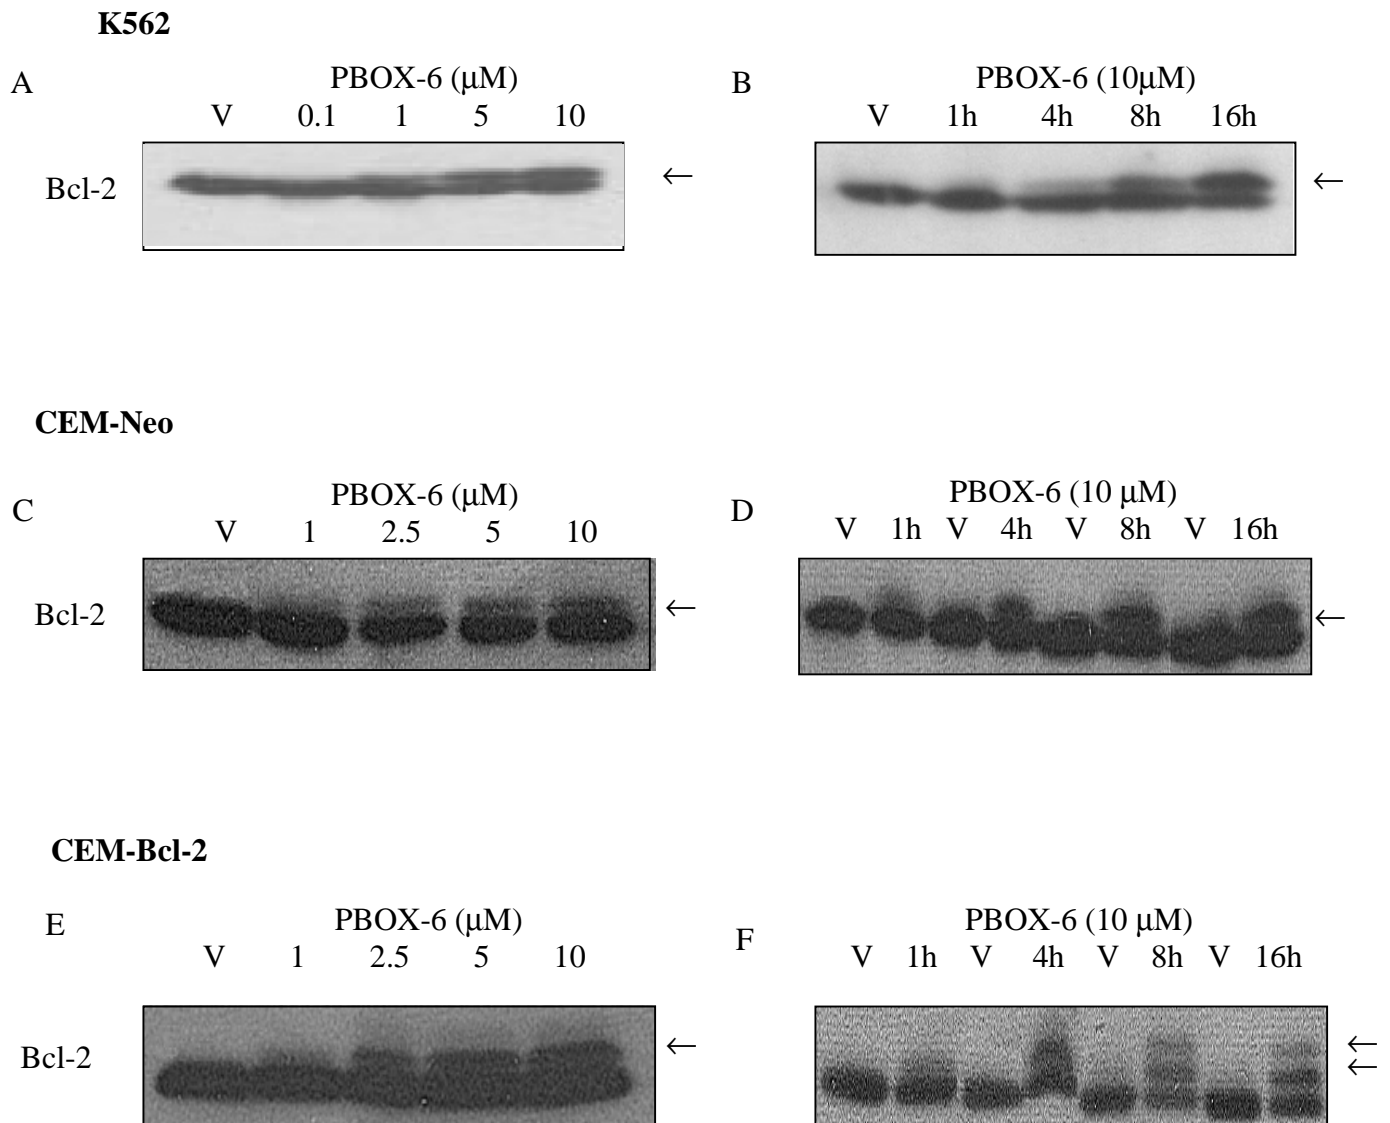 K562
A
PBOX-6 (μM)
V 0.1 1 5 10
Bcl-2
←
B
PBOX-6 (10μM)
V 1h 4h 8h 16h
←
CEM-Neo
C
PBOX-6 (μM)
V 1 2.5 5 10
Bcl-2
←
D
PBOX-6 (10 μM)
V 1h V 4h V 8h V 16h
←
CEM-Bcl-2
E
PBOX-6 (μM)
V 1 2.5 5 10
Bcl-2
←
F
PBOX-6 (10 μM)
V 1h V 4h V 8h V 16h
←
←